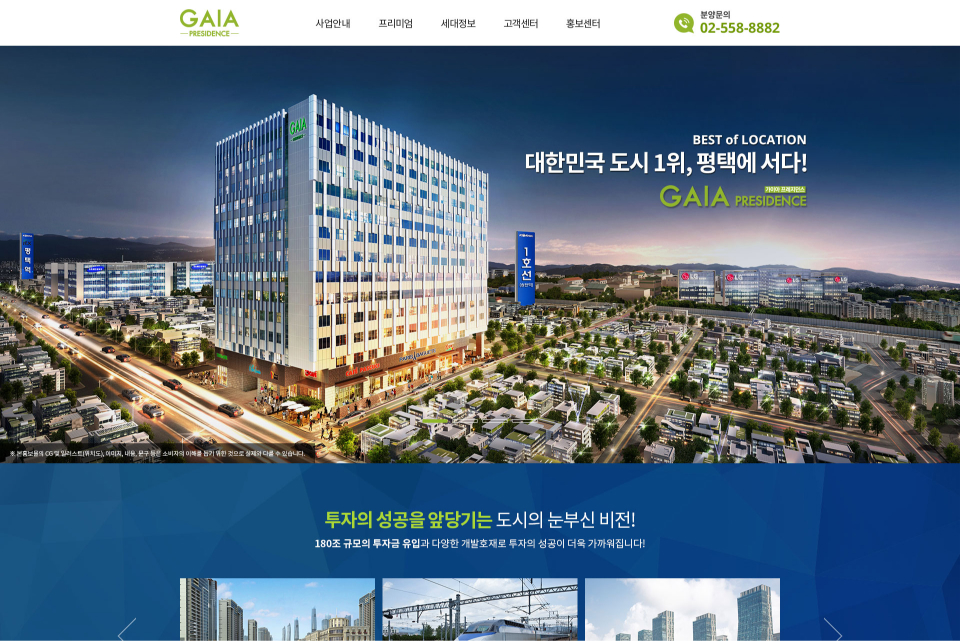 GAIA
PRESIDENCE
사업안내
프리미엄
세대정보
고객센터
홍보센터
분양문의
02-558-8882
BEST of LOCATION
대한민국 도시 1위, 평택에 서다!
GAIA
가이아 프레지던스
PRESIDENCE
GAIA
평택역
1호선
LG
LG
LG
LG
※ 본 홍보물의 CG 및 일러스트(위치도), 이미지, 내용, 문구 등은 소비자의 이해를 돕기 위한 것으로 실제와 다를 수 있습니다.
투자의 성공을 앞당기는 도시의 눈부신 비전!
180조 규모의 투자금 유입과 다양한 개발호재로 투자의 성공이 더욱 가까워집니다!